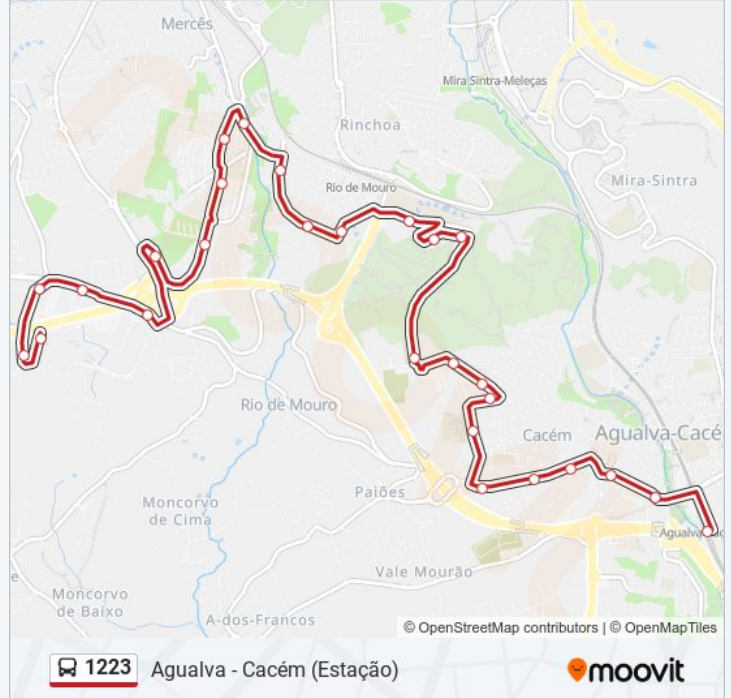 Mercês
Mira Sintra-Meleças
Rinchoa
Rio de Mouro
Mira-Sintra
Rio de Mouro
Cacém
Agualva-Cacé
Paiões
Moncorvo
de Cima
Agualva
Vale Mourão
e
Moncorvo
de Baixo
A-dos-Francos
© OpenStreetMap contributors | © OpenMapTiles
1223 Agualva - Cacém (Estação)
moovit